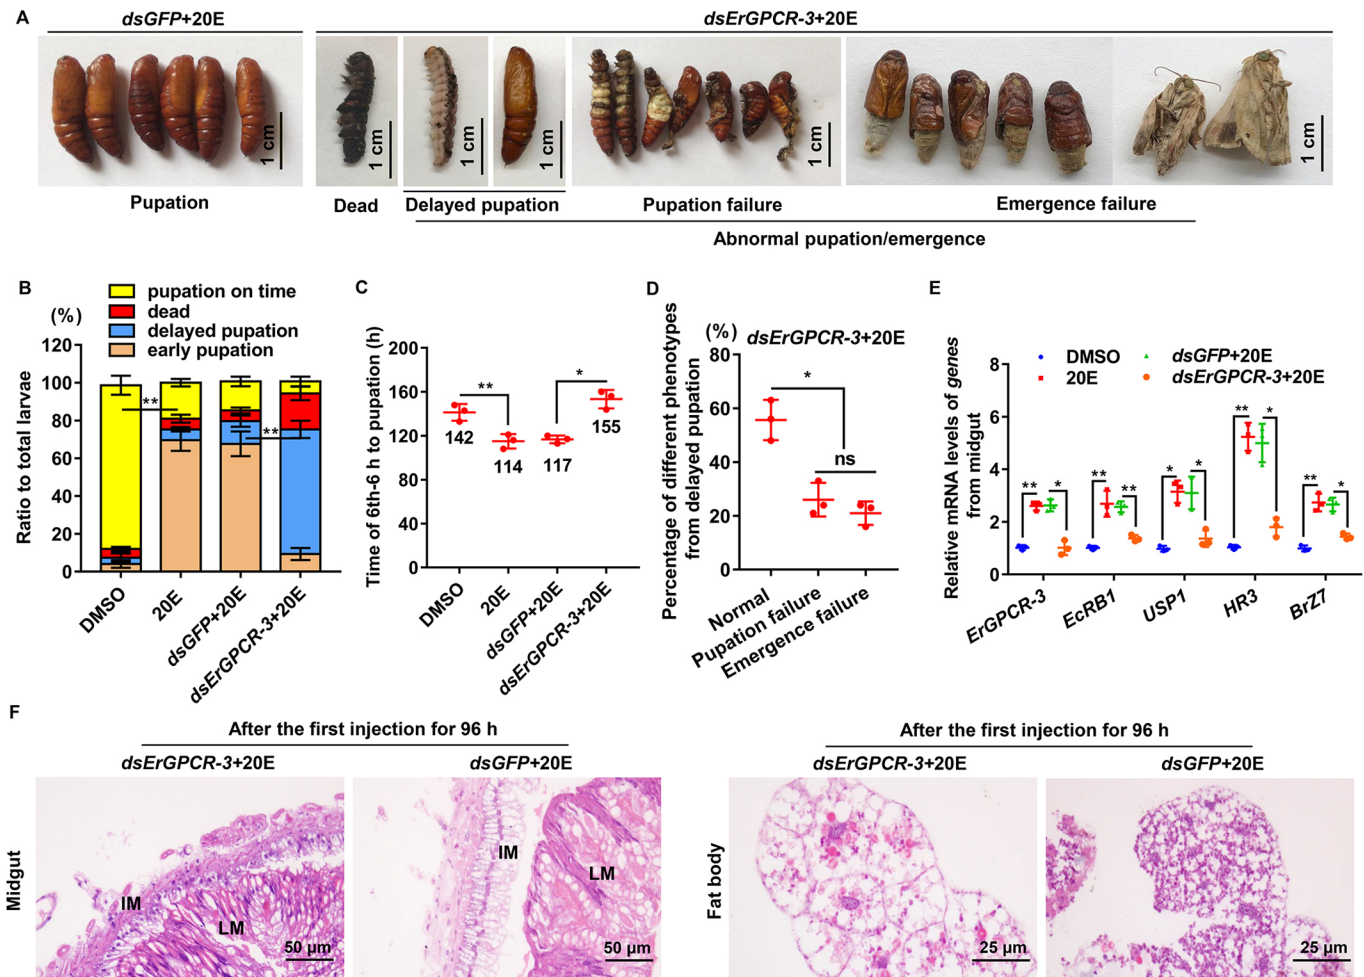 A
dsGFP+20E
dsErGPCR-3+20E
1 cm
1 cm
1 cm
1 cm
1 cm
1 cm
Pupation
Dead
Delayed pupation
Pupation failure
Emergence failure
Abnormal pupation/emergence
B
pupation on time
dead
delayed pupation
early pupation
(%)
Ratio to total larvae
120
100
80
60
40
20
0
**
**
DMSO
20E
dsGFP+20E
dsErGPCR-3+20E
C
Time of 6th-6 h to pupation (h)
200
160
120
80
40
0
**
*
142
114
117
155
DMSO
20E
dsGFP+20E
dsErGPCR-3+20E
D
(%)
dsErGPCR-3+20E
Percentage of different phenotypes
from delayed pupation
80
60
40
20
0
*
ns
Normal
Pupation failure
Emergence failure
E
DMSO
20E
dsGFP+20E
dsErGPCR-3+20E
Relative mRNA levels of genes
from midgut
8
6
4
2
0
** *
** **
* *
** *
** *
ErGPCR-3
EcRB1
USP1
HR3
BrZ7
F
After the first injection for 96 h
dsErGPCR-3+20E
dsGFP+20E
Midgut
IM
LM
50 µm
IM
LM
50 µm
After the first injection for 96 h
dsErGPCR-3+20E
dsGFP+20E
Fat body
25 µm
25 µm